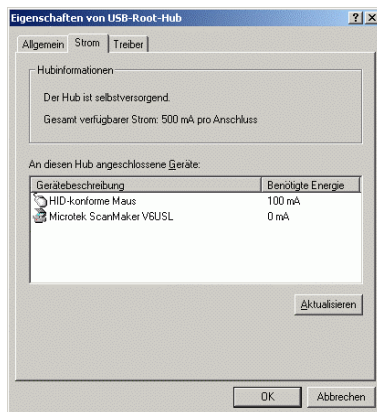 Eigenschaften von USB-Root-Hub
Allgemein Strom Treiber
Hubinformationen
Der Hub ist selbstversorgend.
Gesamt verfügbarer Strom: 500 mA pro Anschluss
An diesen Hub angeschlossene Geräte:
Gerätebeschreibung Benötigte Energie
HID-konforme Maus 100 mA
Microtek ScanMaker V6USL 0 mA
Aktualisieren
OK Abbrechen